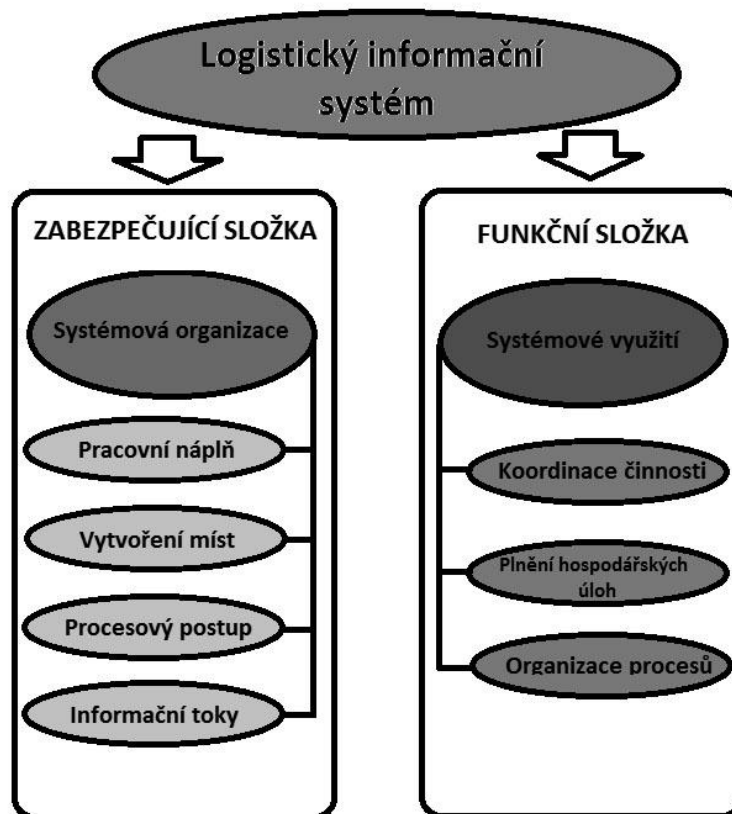 Logistický informační
systém
ZABEZPEČUJÍCÍ SLOŽKA
Systémová organizace
Pracovní náplň
Vytvoření míst
Procesový postup
Informační toky
FUNKČNÍ SLOŽKA
Systémové využití
Koordinace činnosti
Plnění hospodářských
úloh
Organizace procesů